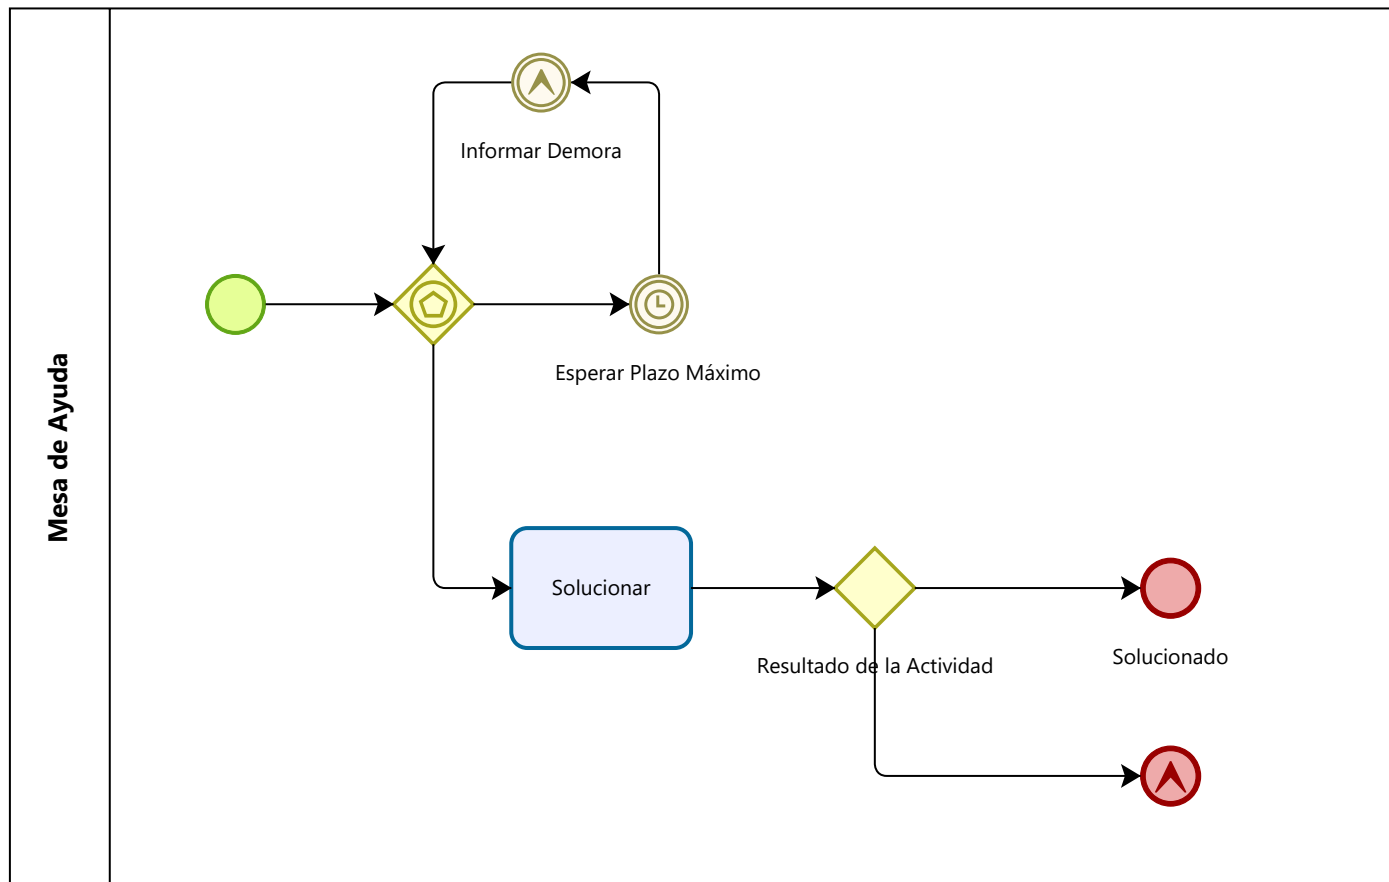 Mesa de Ayuda
Informar Demora
Esperar Plazo Máximo
Solucionar
Resultado de la Actividad
Solucionado